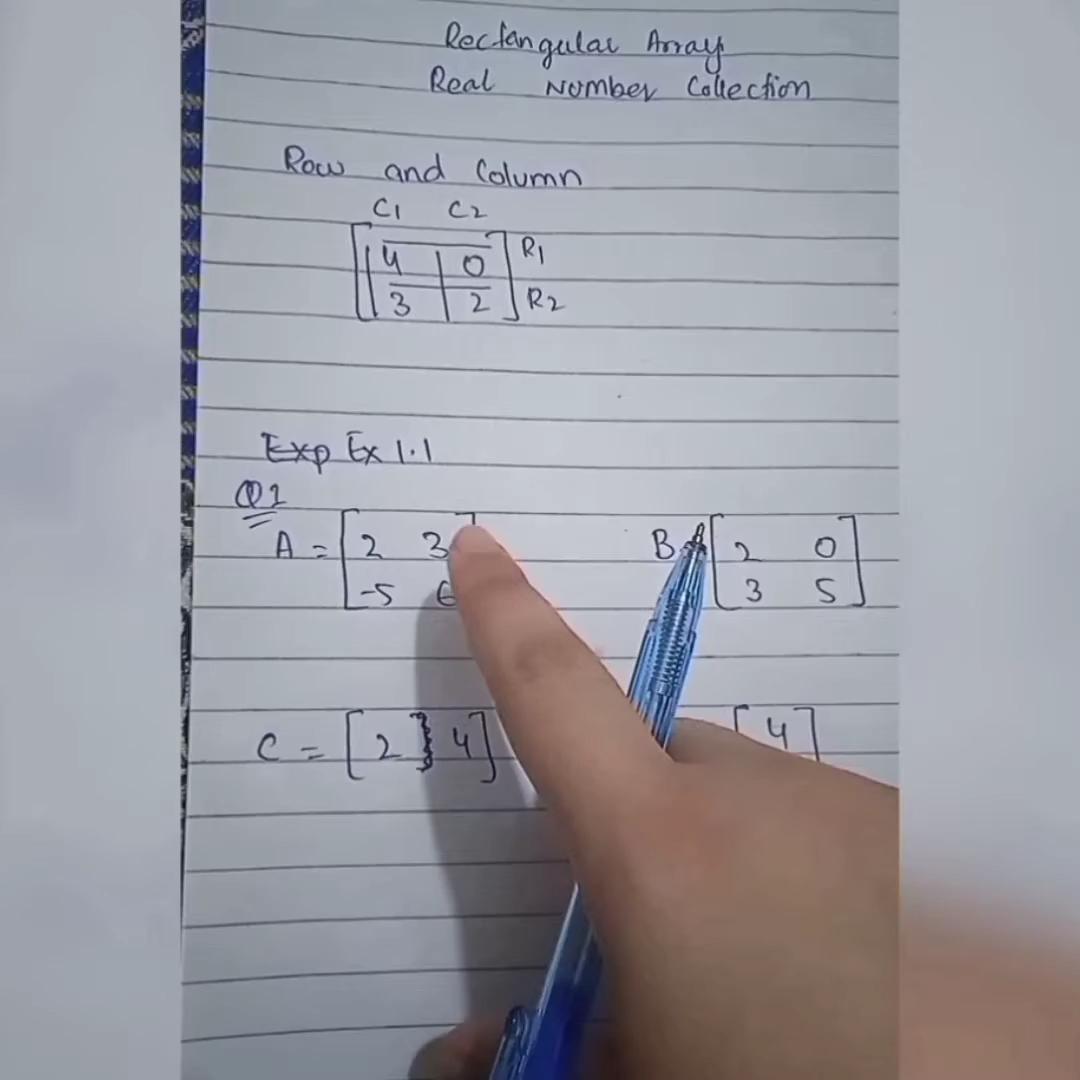 Rectangular Array
Real Number Collection
Row and Column
C1 C2
4 0 R1
3 2 R2
Exp Ex 1.1
Q1
A = [2 3] B [2 0]
[-5 6] [3 5]
C = [2 4] [4]